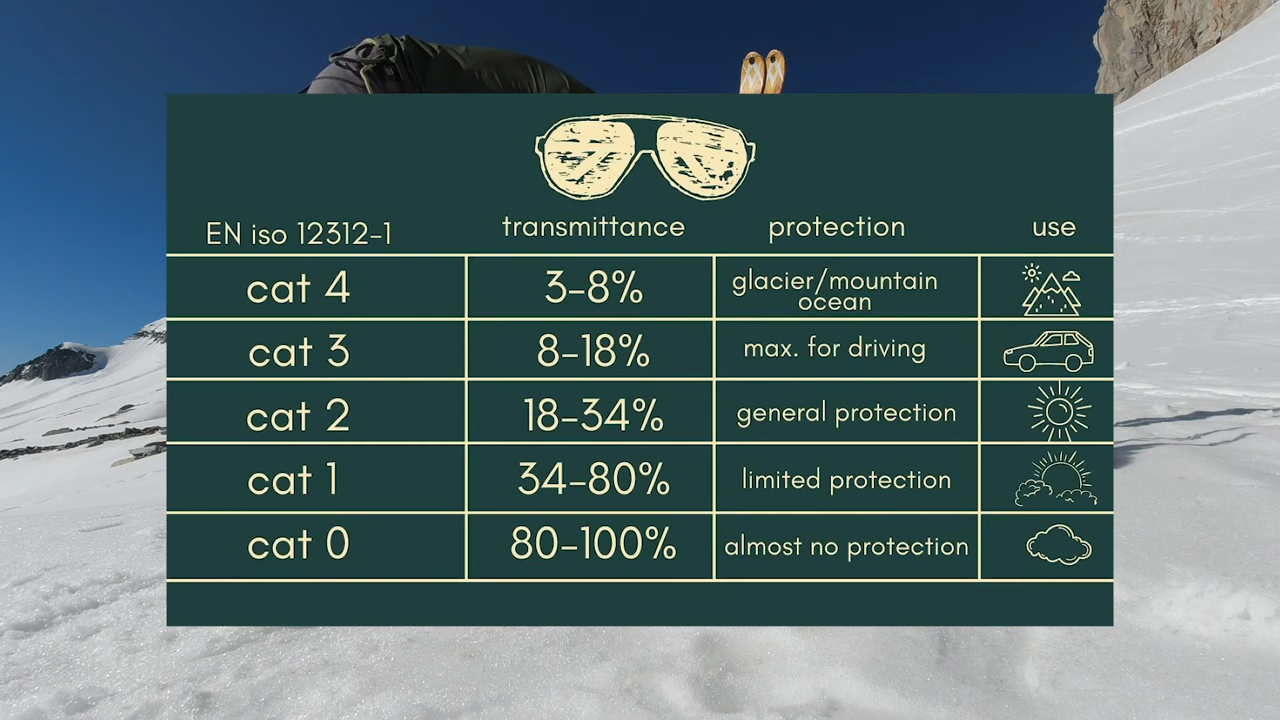 EN iso 12312-1 transmittance protection use
cat 4 3-8% glacier/mountain
ocean
cat 3 8-18% max. for driving
cat 2 18-34% general protection
cat 1 34-80% limited protection
cat 0 80-100% almost no protection